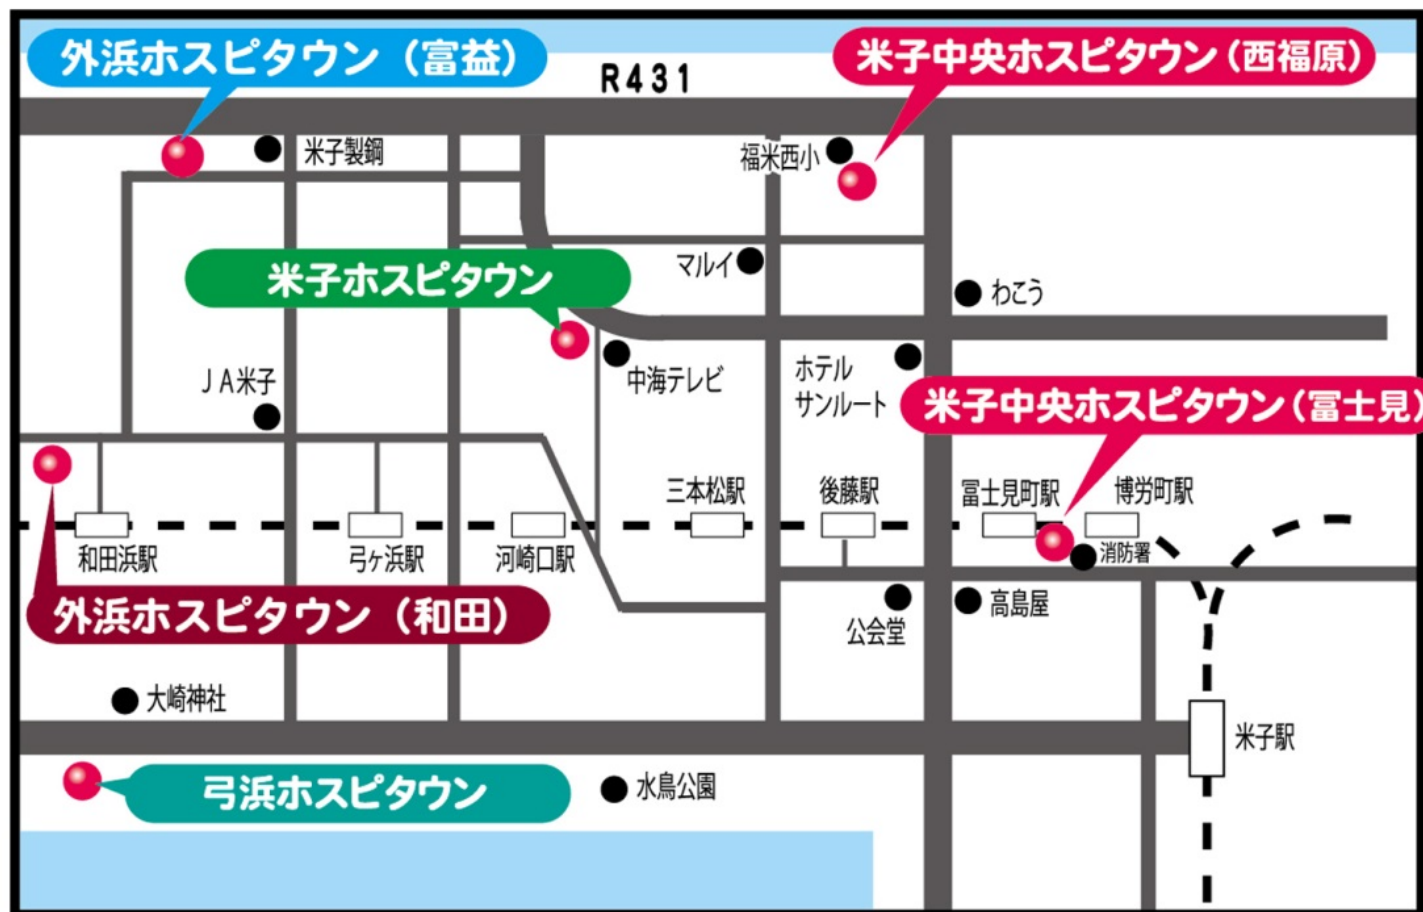 外浜ホスピタウン（富益）
米子中央ホスピタウン（西福原）
R431
米子製鋼
福米西小
米子ホスピタウン
マルイ
わこう
JA米子
中海テレビ
ホテル
サンルート
米子中央ホスピタウン（冨士見）
三本松駅
後藤駅
冨士見町駅
博労町駅
和田浜駅
弓ヶ浜駅
河崎口駅
消防署
外浜ホスピタウン（和田）
公会堂
高島屋
大崎神社
米子駅
弓浜ホスピタウン
水鳥公園